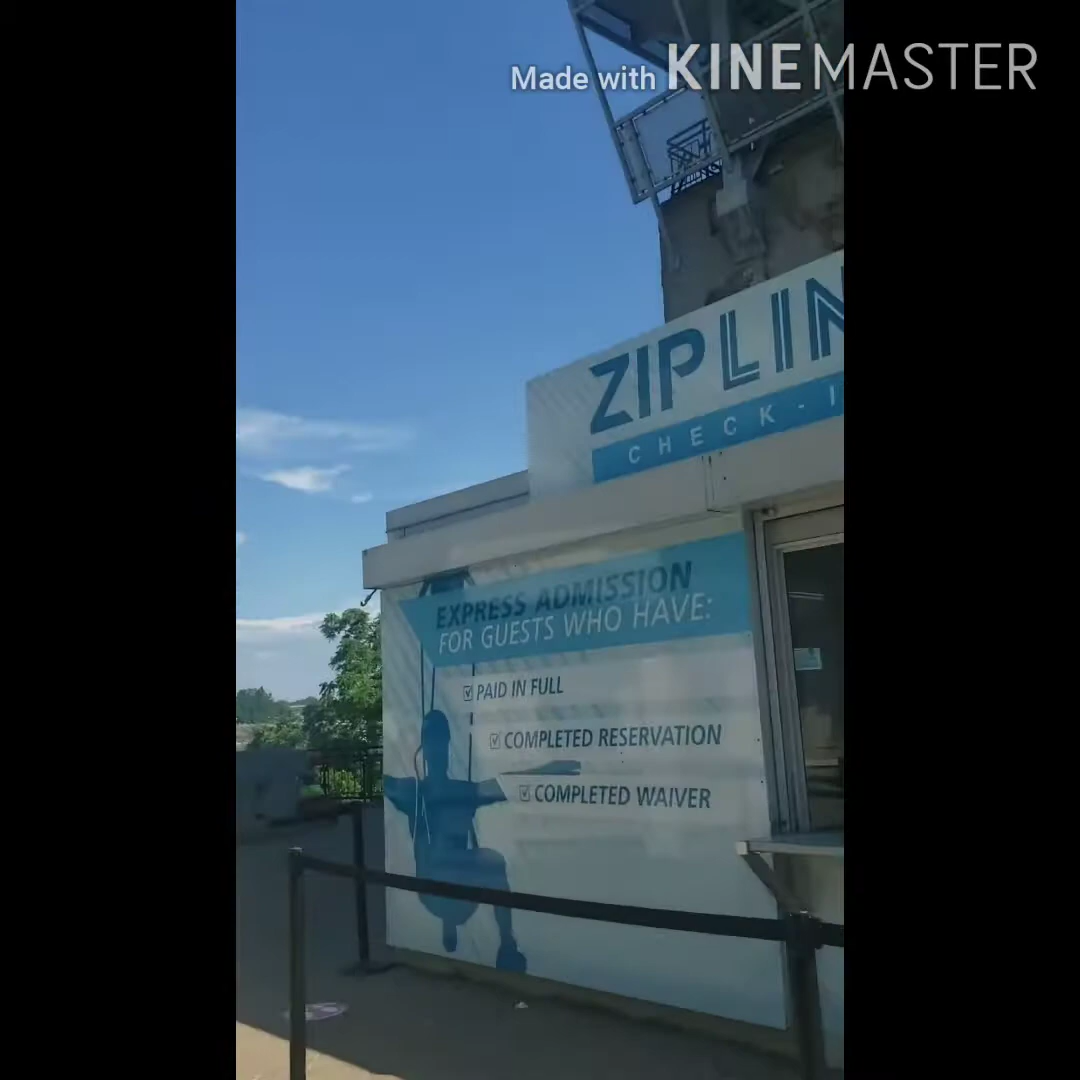 Made with KINEMASTER
ZIPLIN
CHECK-I
EXPRESS ADMISSION
FOR GUESTS WHO HAVE:
PAID IN FULL
COMPLETED RESERVATION
COMPLETED WAIVER